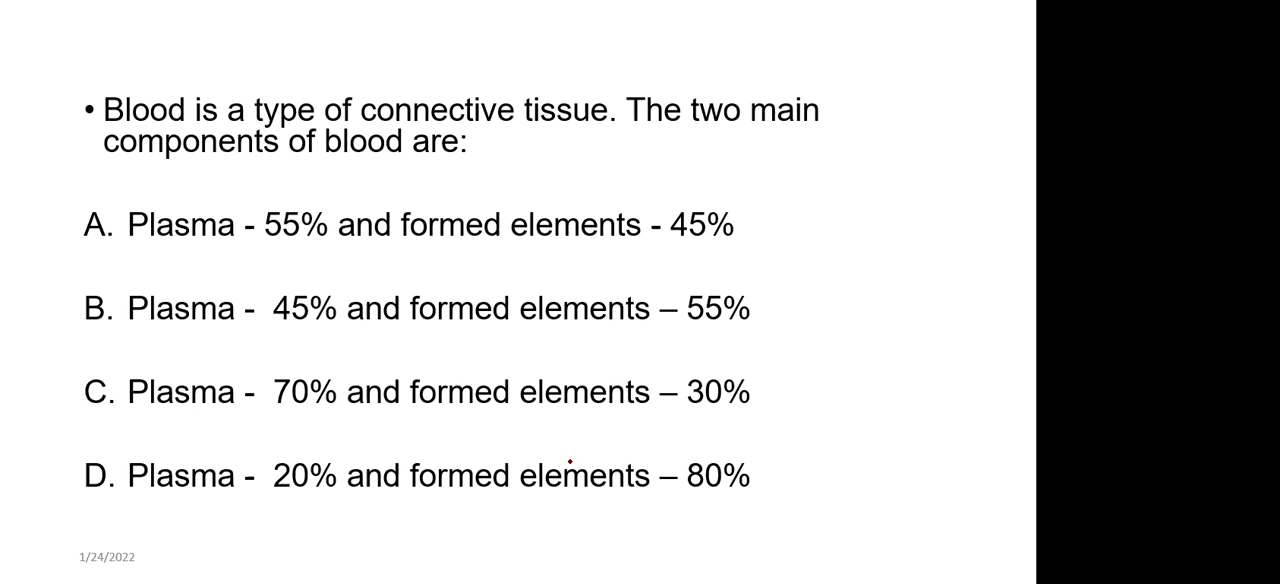 • Blood is a type of connective tissue. The two main
components of blood are:
A. Plasma - 55% and formed elements - 45%
B. Plasma -  45% and formed elements – 55%
C. Plasma -  70% and formed elements – 30%
D. Plasma -  20% and formed elements – 80%
1/24/2022